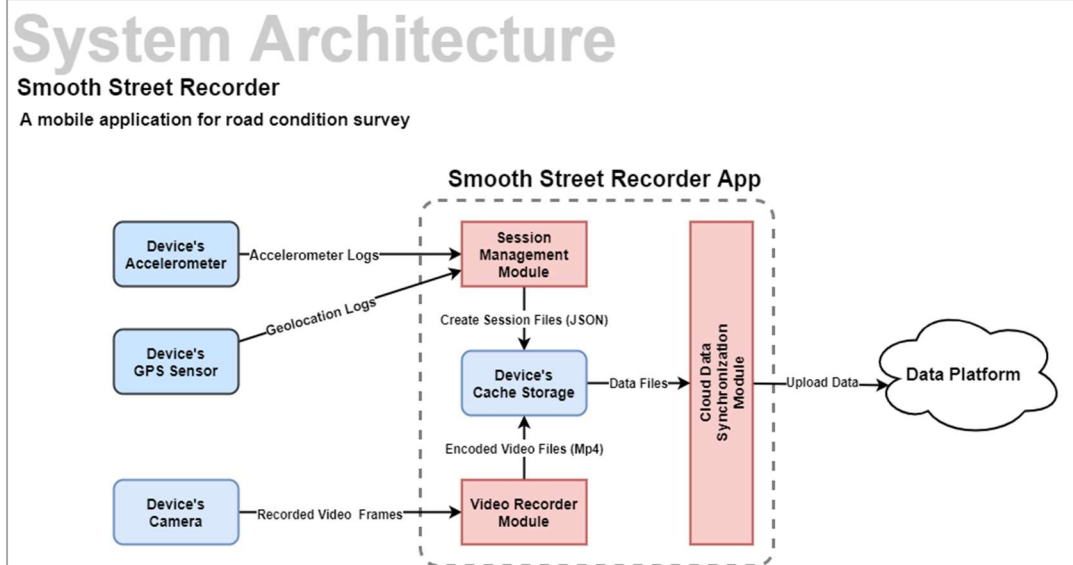 System Architecture
Smooth Street Recorder
A mobile application for road condition survey
Smooth Street Recorder App
Device's
Accelerometer
Accelerometer Logs
Session
Management
Module
Geolocation Logs
Device's
GPS Sensor
Create Session Files (JSON)
Device's
Cache Storage
Data Files
Cloud Data
Synchronization
Module
Upload Data
Data Platform
Encoded Video Files (Mp4)
Device's
Camera
Recorded Video Frames
Video Recorder
Module